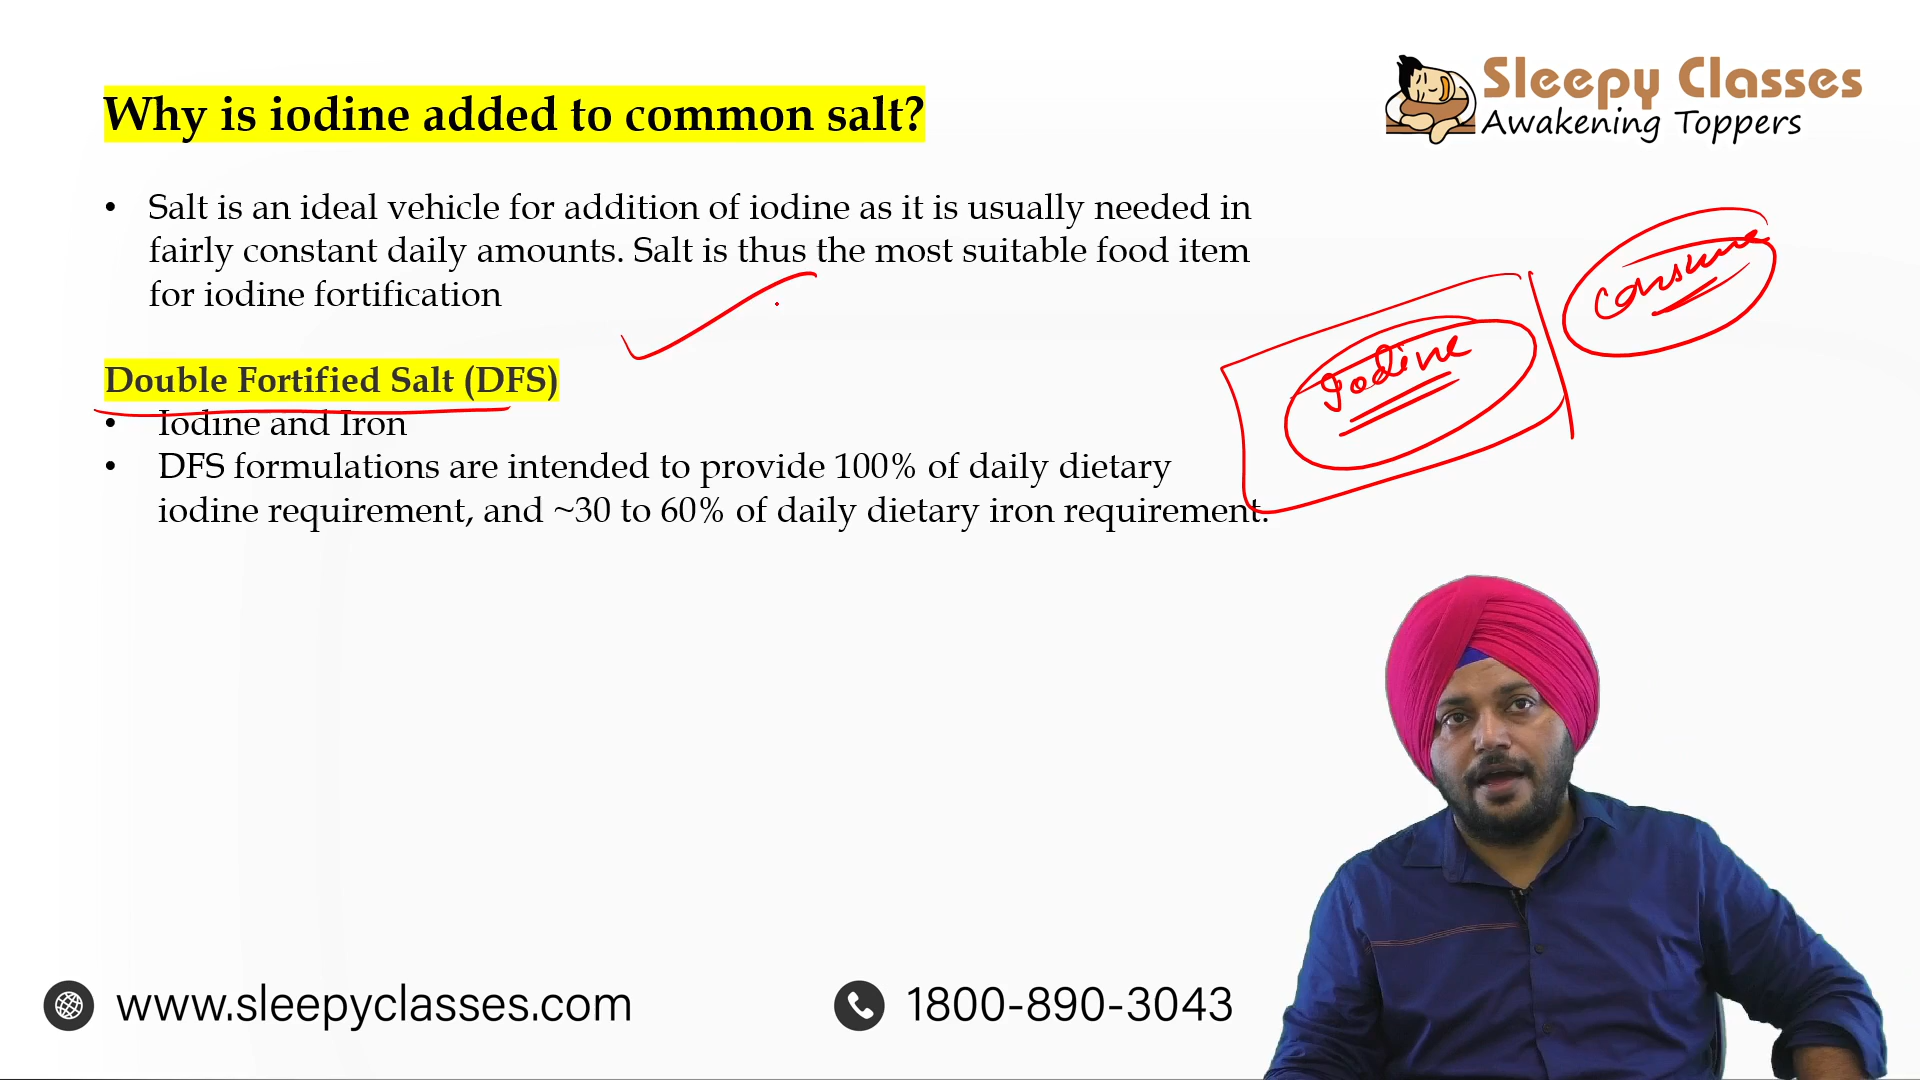 Why is iodine added to common salt?
Sleepy Classes
Awakening Toppers
• Salt is an ideal vehicle for addition of iodine as it is usually needed in
fairly constant daily amounts. Salt is thus the most suitable food item
for iodine fortification
Consume
Iodine
Double Fortified Salt (DFS)
• Iodine and Iron
• DFS formulations are intended to provide 100% of daily dietary
iodine requirement, and ~30 to 60% of daily dietary iron requirement.
www.sleepyclasses.com
1800-890-3043